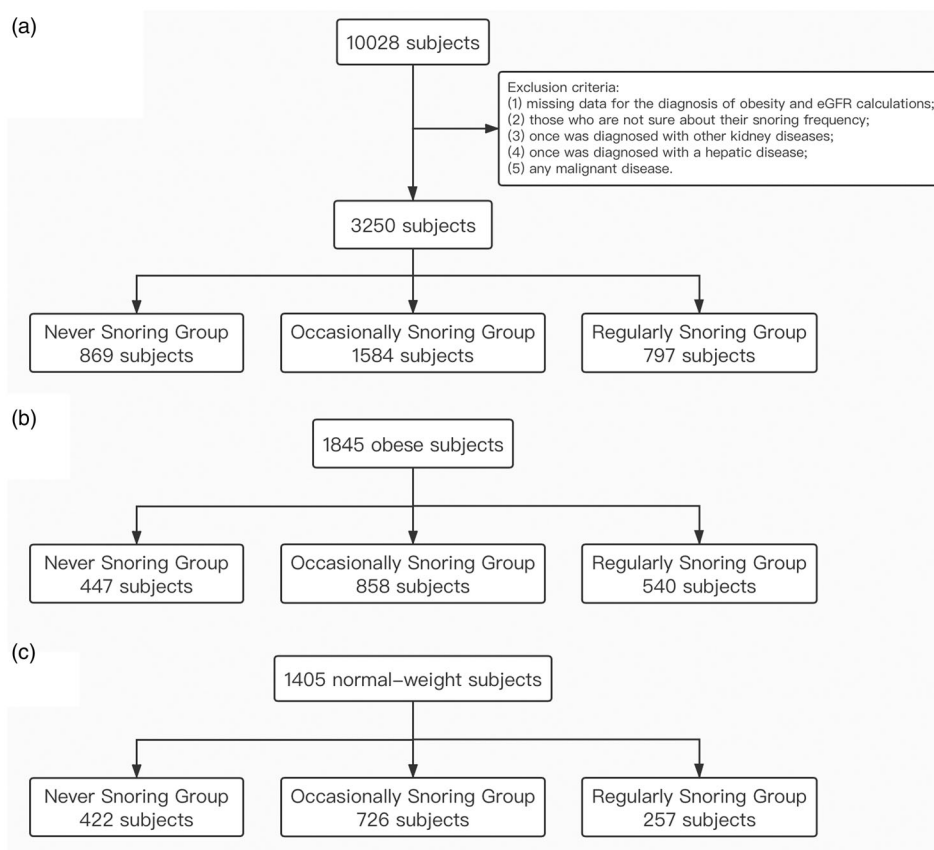 (a)
10028 subjects
Exclusion criteria:
(1) missing data for the diagnosis of obesity and eGFR calculations;
(2) those who are not sure about their snoring frequency;
(3) once was diagnosed with other kidney diseases;
(4) once was diagnosed with a hepatic disease;
(5) any malignant disease.
3250 subjects
Never Snoring Group
869 subjects
Occasionally Snoring Group
1584 subjects
Regularly Snoring Group
797 subjects
(b)
1845 obese subjects
Never Snoring Group
447 subjects
Occasionally Snoring Group
858 subjects
Regularly Snoring Group
540 subjects
(c)
1405 normal-weight subjects
Never Snoring Group
422 subjects
Occasionally Snoring Group
726 subjects
Regularly Snoring Group
257 subjects